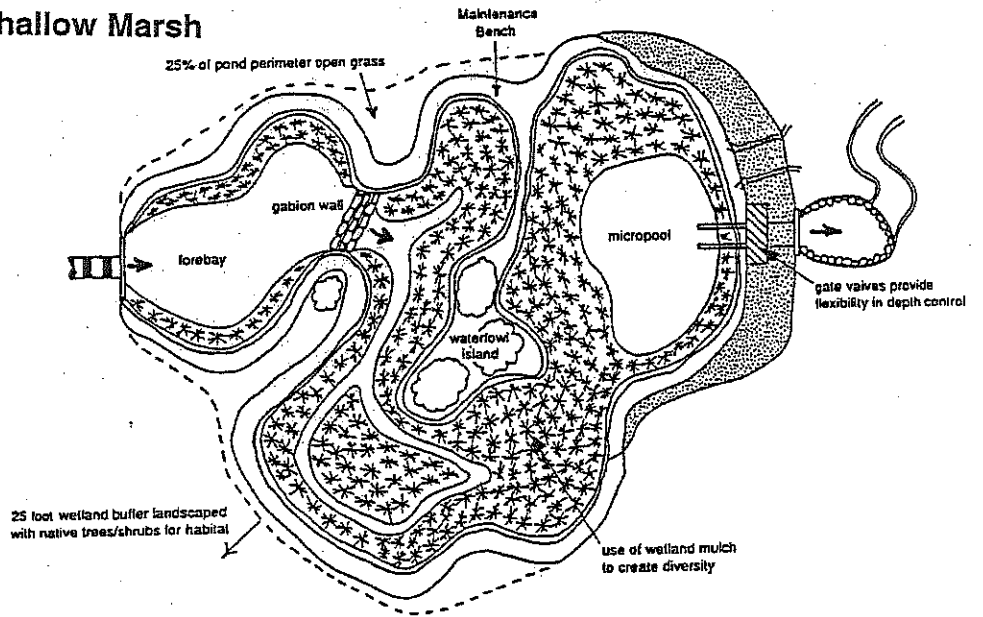 hallow Marsh
Maintenance
Bench
25% of pond perimeter open grass
gabion wall
forebay
micropool
gate valves provide
flexibility in depth control
waterfowl
island
25 foot wetland buffer landscaped
with native trees/shrubs for habitat
use of wetland mulch
to create diversity